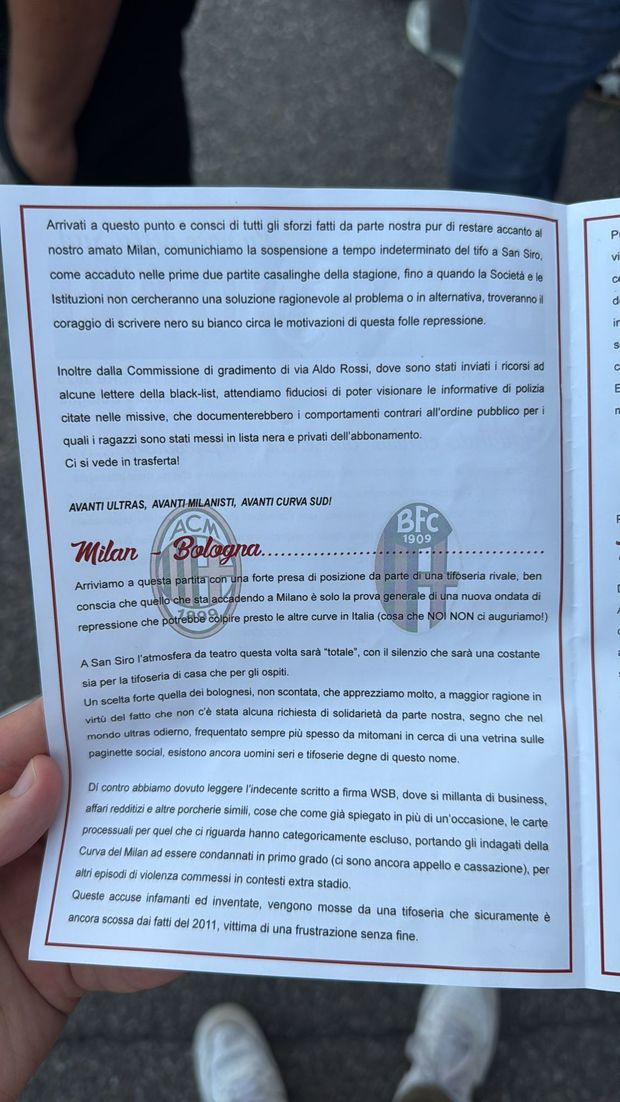 Arrivati a questo punto e consci di tutti gli sforzi fatti da parte nostra pur di restare accanto al
nostro amato Milan, comunichiamo la sospensione a tempo indeterminato del tifo a San Siro,
come accaduto nelle prime due partite casalinghe della stagione, fino a quando la Società e le
Istituzioni non cercheranno una soluzione ragionevole al problema o in alternativa, troveranno il
coraggio di scrivere nero su bianco circa le motivazioni di questa folle repressione.
Inoltre dalla Commissione di gradimento di via Aldo Rossi, dove sono stati inviati i ricorsi ad
alcune lettere della black-list, attendiamo fiduciosi di poter visionare le informative di polizia
citate nelle missive, che documenterebbero i comportamenti contrari all'ordine pubblico per i
quali i ragazzi sono stati messi in lista nera e privati dell'abbonamento.
Ci si vede in trasferta!
AVANTI ULTRAS, AVANTI MILANISTI, AVANTI CURVA SUD!
ACM
1899
BFC
1909
Milan - Bologna
Arriviamo a questa partita con una forte presa di posizione da parte di una tifoseria rivale, ben
conscia che quello che sta accadendo a Milano è solo la prova generale di una nuova ondata di
repressione che potrebbe colpire presto le altre curve in Italia (cosa che NOI NON ci auguriamo!)
A San Siro l'atmosfera da teatro questa volta sarà "totale", con il silenzio che sarà una costante
sia per la tifoseria di casa che per gli ospiti.
Un scelta forte quella dei bolognesi, non scontata, che apprezziamo molto, a maggior ragione in
virtù del fatto che non c'è stata alcuna richiesta di solidarietà da parte nostra, segno che nel
mondo ultras odierno, frequentato sempre più spesso da mitomani in cerca di una vetrina sulle
paginette social, esistono ancora uomini seri e tifoserie degne di questo nome.
Di contro abbiamo dovuto leggere l'indecente scritto a firma WSB, dove si millanta di business,
affari redditizi e altre porcherie simili, cose che come già spiegato in più di un'occasione, le carte
processuali per quel che ci riguarda hanno categoricamente escluso, portando gli indagati della
Curva del Milan ad essere condannati in primo grado (ci sono ancora appello e cassazione), per
altri episodi di violenza commessi in contesti extra stadio.
Queste accuse infamanti ed inventate, vengono mosse da una tifoseria che sicuramente è
ancora scossa dai fatti del 2011, vittima di una frustrazione senza fine.